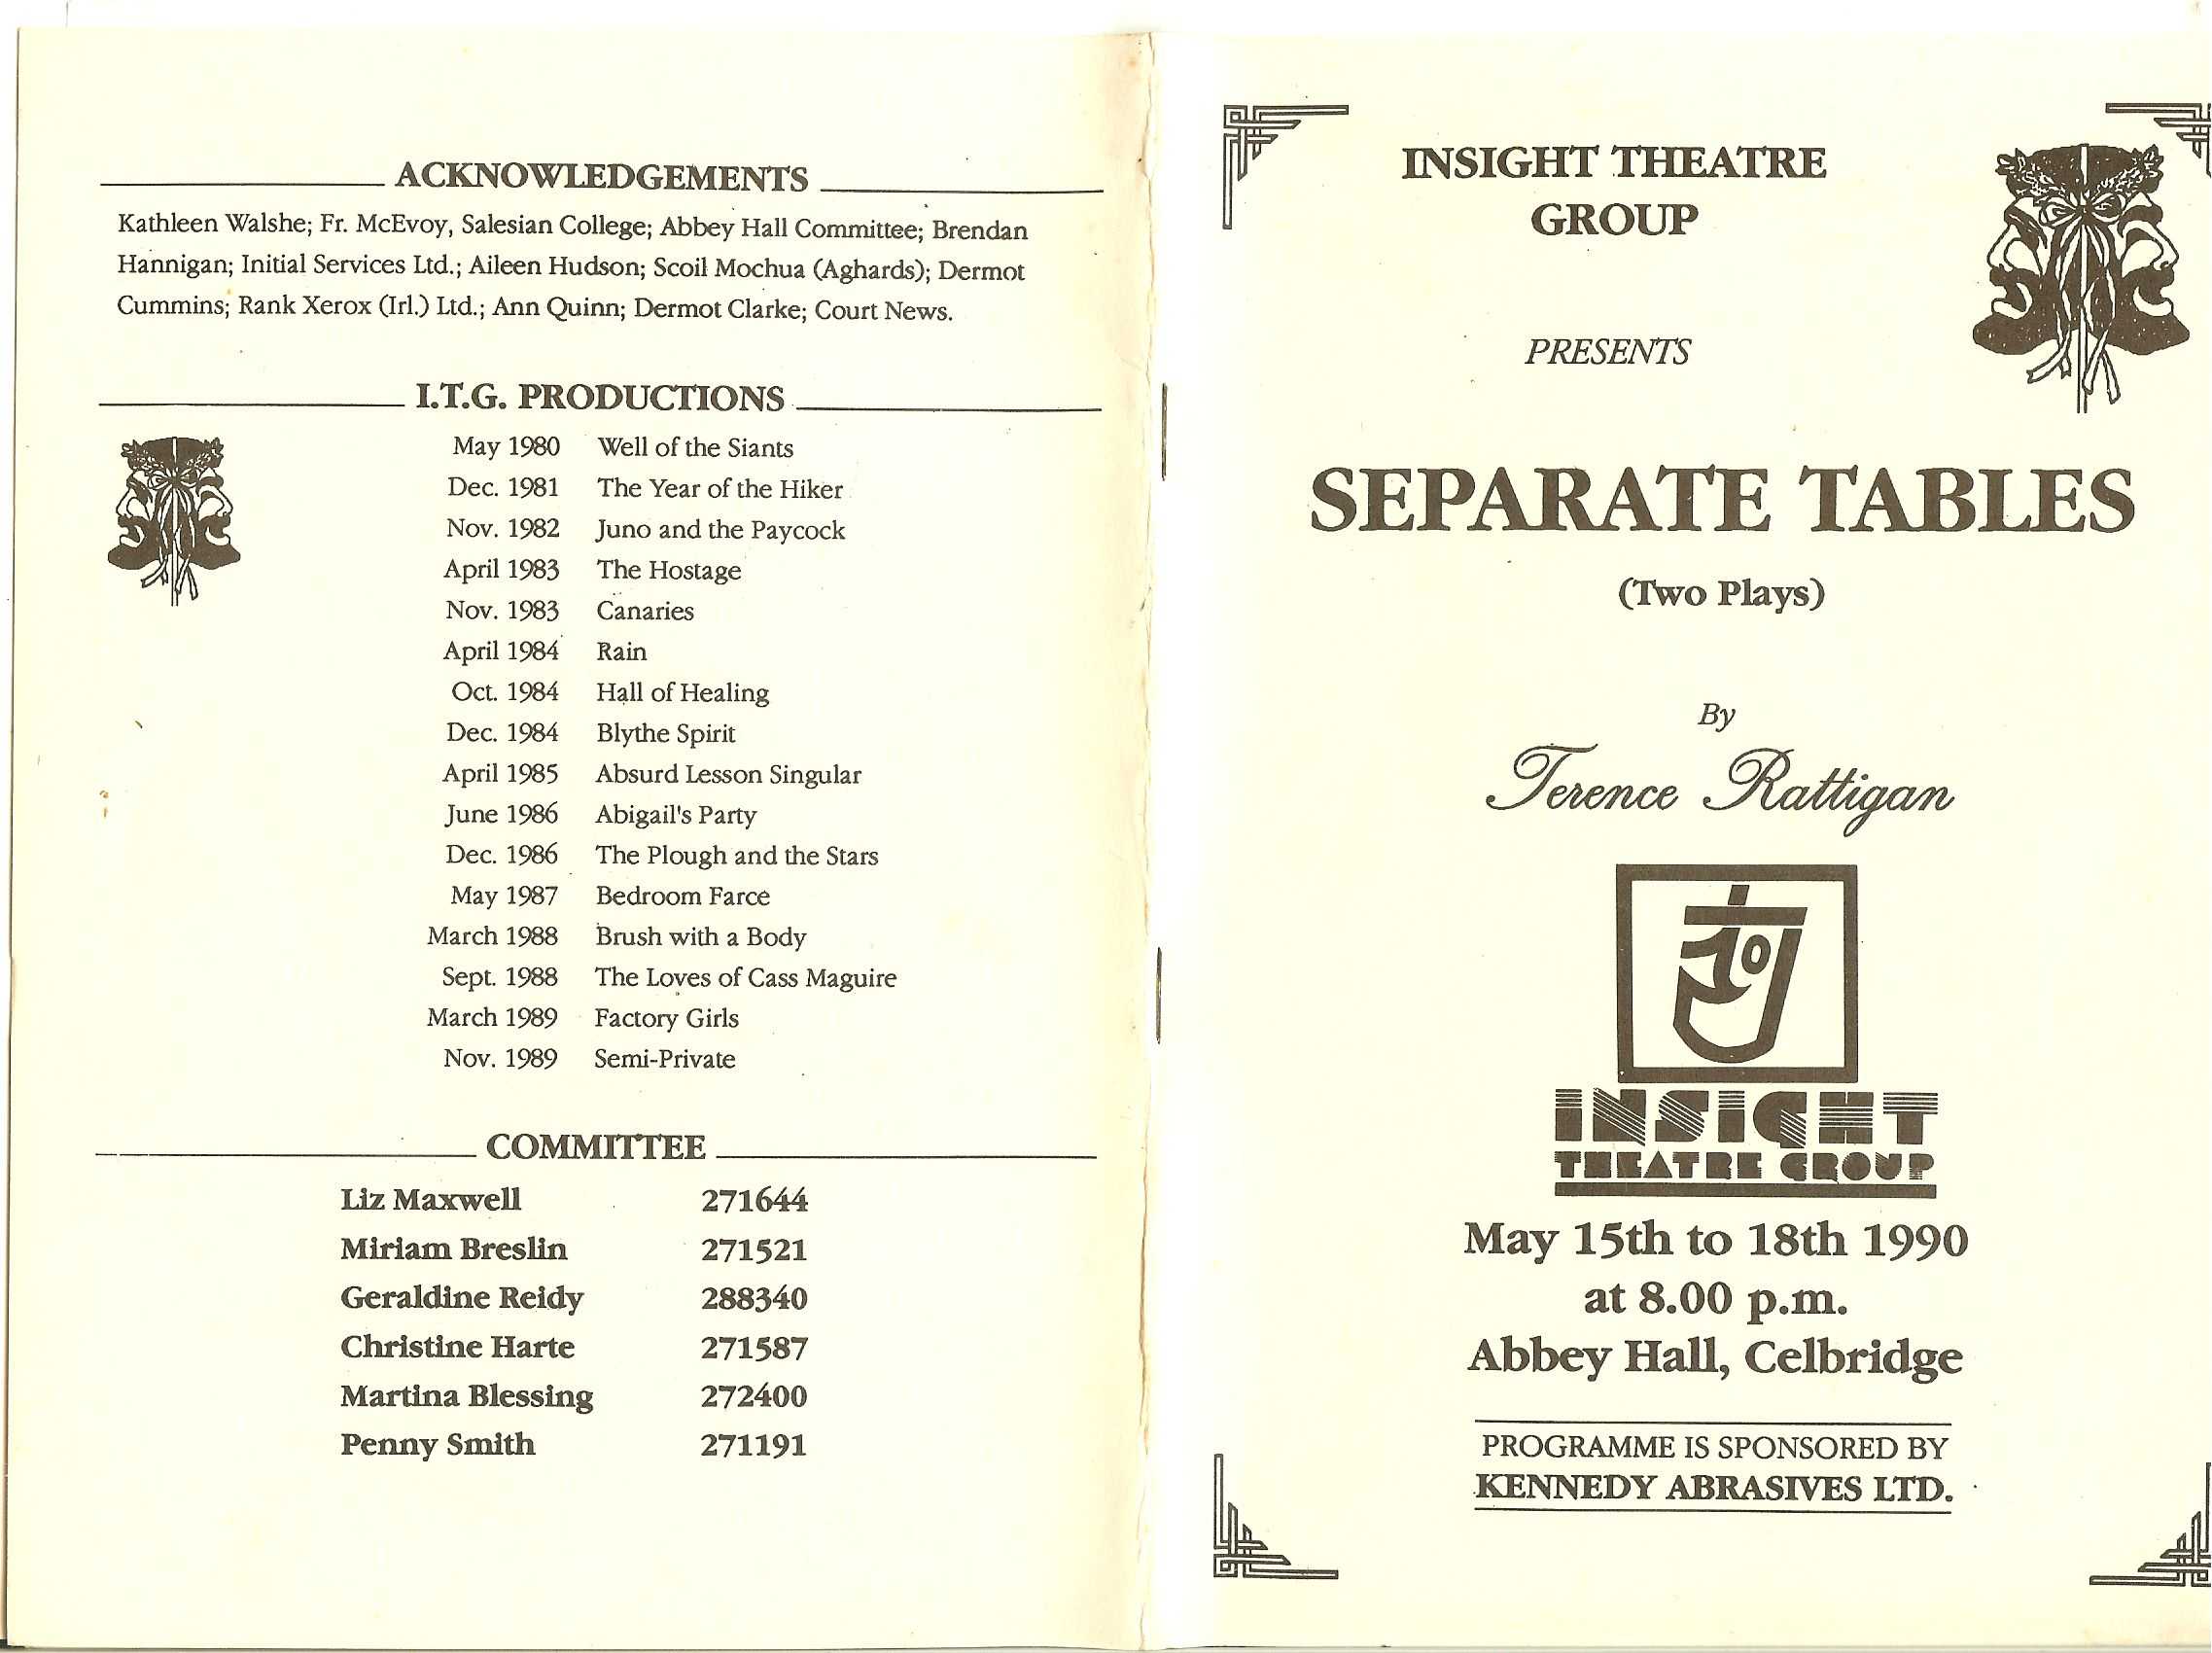 ACKNOWLEDGEMENTS
Kathleen Walshe; Fr. McEvoy, Salesian College; Abbey Hall Committee; Brendan
Hannigan; Initial Services Ltd.; Aileen Hudson; Scoil Mochua (Aghards); Dermot
Cummins; Rank Xerox (Irl.) Ltd.; Ann Quinn; Dermot Clarke; Court News.
I.T.G. PRODUCTIONS
May 1980 Well of the Siants
Dec. 1981 The Year of the Hiker
Nov. 1982 Juno and the Paycock
April 1983 The Hostage
Nov. 1983 Canaries
April 1984 Rain
Oct. 1984 Hall of Healing
Dec. 1984 Blythe Spirit
April 1985 Absurd Lesson Singular
June 1986 Abigail's Party
Dec. 1986 The Plough and the Stars
May 1987 Bedroom Farce
March 1988 Brush with a Body
Sept. 1988 The Loves of Cass Maguire
March 1989 Factory Girls
Nov. 1989 Semi-Private
COMMITTEE
Liz Maxwell 271644
Miriam Breslin 271521
Geraldine Reidy 288340
Christine Harte 271587
Martina Blessing 272400
Penny Smith 271191
INSIGHT THEATRE
GROUP
PRESENTS
SEPARATE TABLES
(Two Plays)
By
Terence Rattigan
INSIGHT
THEATRE GROUP
May 15th to 18th 1990
at 8.00 p.m.
Abbey Hall, Celbridge
PROGRAMME IS SPONSORED BY
KENNEDY ABRASIVES LTD.